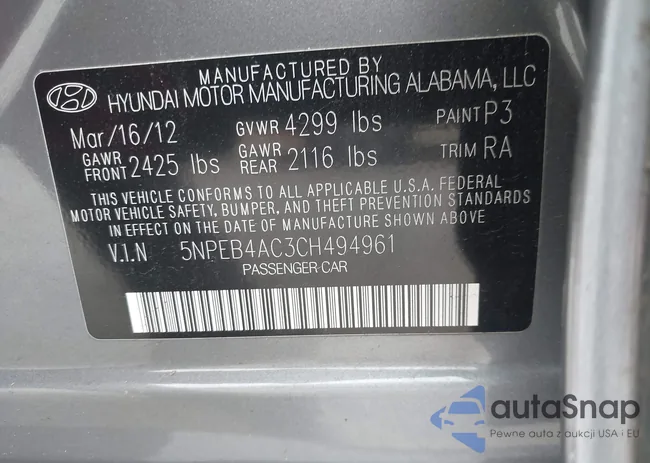 MANUFACTURED BY
HYUNDAI MOTOR MANUFACTURING ALABAMA, LLC
Mar/16/12 GVWR 4299 lbs PAINT P3
GAWR FRONT 2425 lbs GAWR REAR 2116 lbs TRIM RA
THIS VEHICLE CONFORMS TO ALL APPLICABLE U.S.A. FEDERAL
MOTOR VEHICLE SAFETY, BUMPER, AND THEFT PREVENTION STANDARDS
IN EFFECT ON THE DATE OF MANUFACTURE SHOWN ABOVE
V.I.N 5NPEB4AC3CH494961
PASSENGER CAR
autoSnap
Pewne auta z aukcji USA i EU